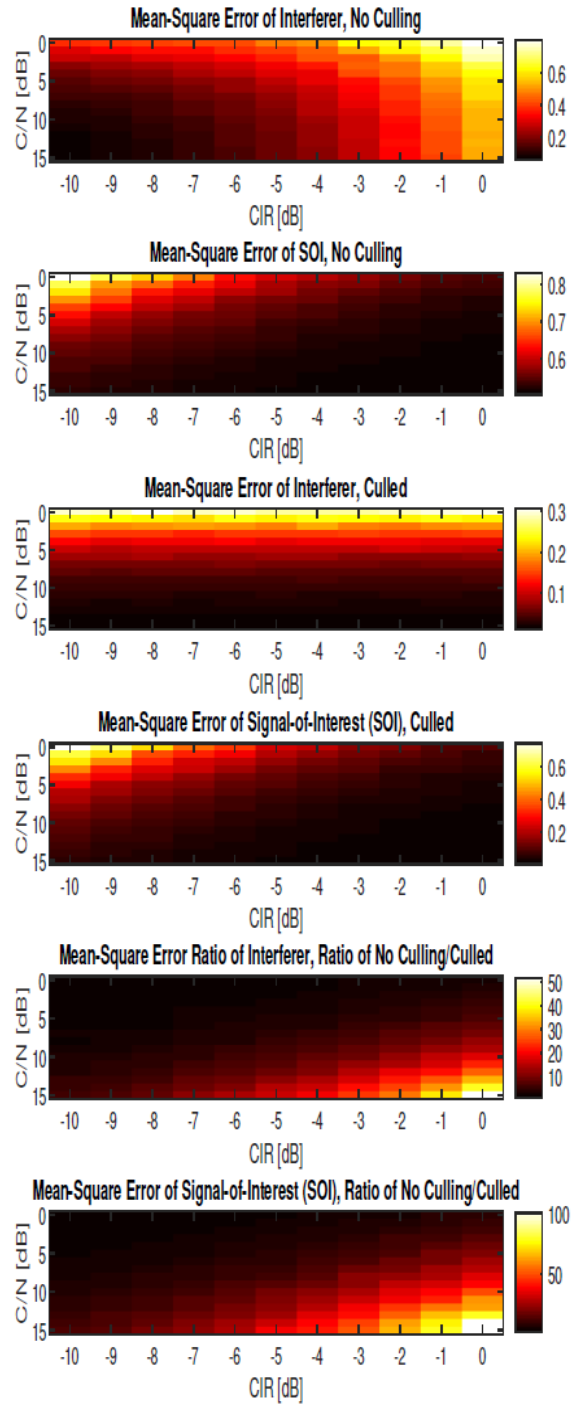 Mean-Square Error of Interferer, No Culling
C/N [dB]
0
5
10
15
-10 -9 -8 -7 -6 -5 -4 -3 -2 -1 0
CIR [dB]
0.6
0.4
0.2
Mean-Square Error of SOI, No Culling
C/N [dB]
0
5
10
15
-10 -9 -8 -7 -6 -5 -4 -3 -2 -1 0
CIR [dB]
0.8
0.7
0.6
Mean-Square Error of Interferer, Culled
C/N [dB]
0
5
10
15
-10 -9 -8 -7 -6 -5 -4 -3 -2 -1 0
CIR [dB]
0.3
0.2
0.1
Mean-Square Error of Signal-of-Interest (SOI), Culled
C/N [dB]
0
5
10
15
-10 -9 -8 -7 -6 -5 -4 -3 -2 -1 0
CIR [dB]
0.6
0.4
0.2
Mean-Square Error Ratio of Interferer, Ratio of No Culling/Culled
C/N [dB]
0
5
10
15
-10 -9 -8 -7 -6 -5 -4 -3 -2 -1 0
CIR [dB]
50
40
30
20
10
Mean-Square Error of Signal-of-Interest (SOI), Ratio of No Culling/Culled
C/N [dB]
0
5
10
15
-10 -9 -8 -7 -6 -5 -4 -3 -2 -1 0
CIR [dB]
100
50